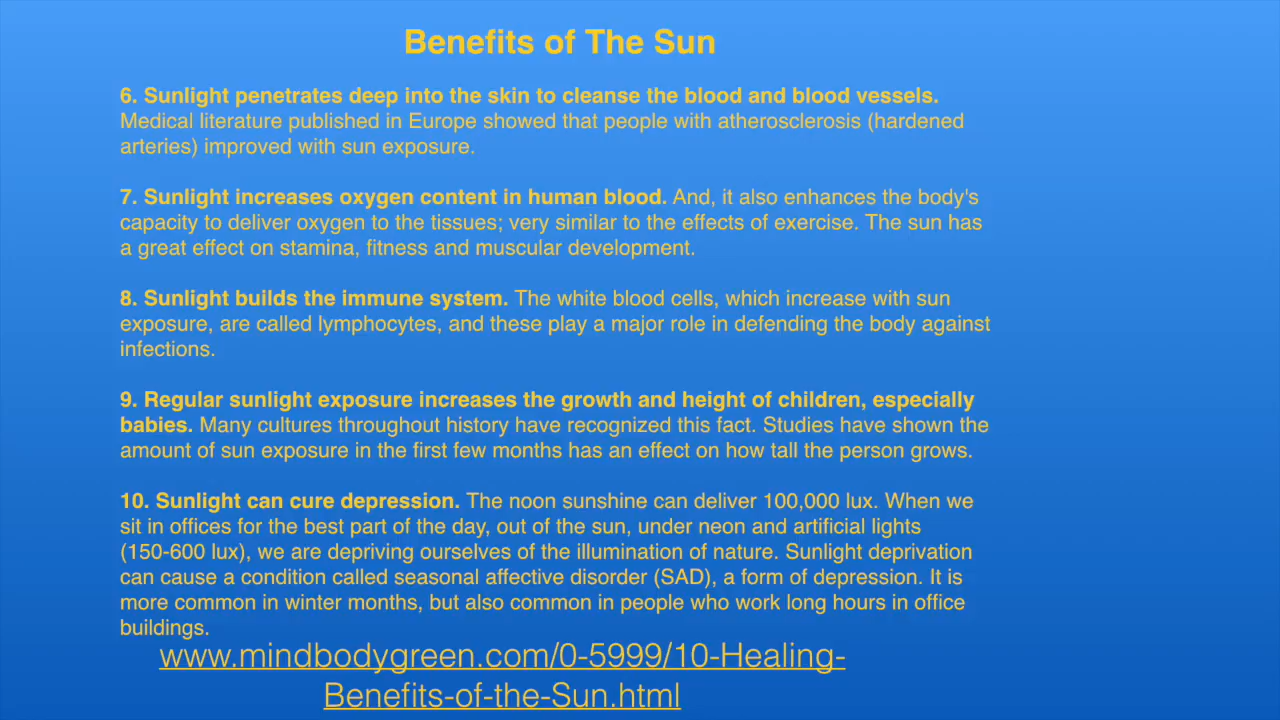 Benefits of The Sun
6. Sunlight penetrates deep into the skin to cleanse the blood and blood vessels.
Medical literature published in Europe showed that people with atherosclerosis (hardened
arteries) improved with sun exposure.
7. Sunlight increases oxygen content in human blood. And, it also enhances the body's
capacity to deliver oxygen to the tissues; very similar to the effects of exercise. The sun has
a great effect on stamina, fitness and muscular development.
8. Sunlight builds the immune system. The white blood cells, which increase with sun
exposure, are called lymphocytes, and these play a major role in defending the body against
infections.
9. Regular sunlight exposure increases the growth and height of children, especially
babies. Many cultures throughout history have recognized this fact. Studies have shown the
amount of sun exposure in the first few months has an effect on how tall the person grows.
10. Sunlight can cure depression. The noon sunshine can deliver 100,000 lux. When we
sit in offices for the best part of the day, out of the sun, under neon and artificial lights
(150-600 lux), we are depriving ourselves of the illumination of nature. Sunlight deprivation
can cause a condition called seasonal affective disorder (SAD), a form of depression. It is
more common in winter months, but also common in people who work long hours in office
buildings.
www.mindbodygreen.com/0-5999/10-Healing-
Benefits-of-the-Sun.html